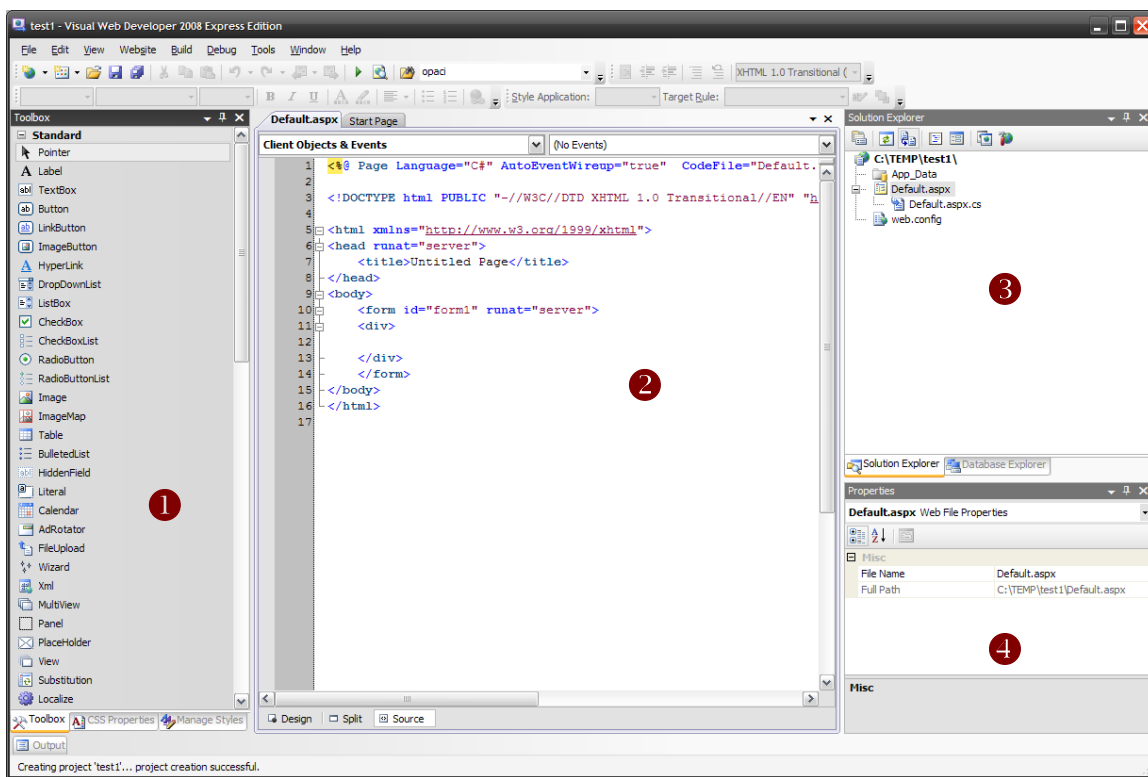 test1 - Visual Web Developer 2008 Express Edition
File Edit View Website Build Debug Tools Window Help
opaci XHTML 1.0 Transitional (
B I U A Style Application: Target Rule:
Toolbox
Standard
Pointer
A Label
abl TextBox
ab Button
ab LinkButton
ImageButton
A HyperLink
DropDownList
ListBox
CheckBox
CheckBoxList
RadioButton
RadioButtonList
Image
ImageMap
Table
BulletedList
abl HiddenField
Literal
Calendar
AdRotator
FileUpload
Wizard
Xml
MultiView
Panel
PlaceHolder
View
Substitution
Localize
1
Toolbox CSS Properties Manage Styles
Output
Creating project 'test1'... project creation successful.
Default.aspx Start Page
Client Objects & Events (No Events)
1 <%@ Page Language="C#" AutoEventWireup="true" CodeFile="Default.
2
3 <!DOCTYPE html PUBLIC "-//W3C//DTD XHTML 1.0 Transitional//EN" "h
4
5 <html xmlns="http://www.w3.org/1999/xhtml">
6 <head runat="server">
7 <title>Untitled Page</title>
8 </head>
9 <body>
10 <form id="form1" runat="server">
11 <div>
12
13 </div>
14 </form>
15 </body>
16 </html>
17
2
Design Split Source
Solution Explorer
C:\TEMP\test1\
App_Data
Default.aspx
Default.aspx.cs
web.config
3
Solution Explorer Database Explorer
Properties
Default.aspx Web File Properties
Misc
File Name Default.aspx
Full Path C:\TEMP\test1\Default.aspx
4
Misc